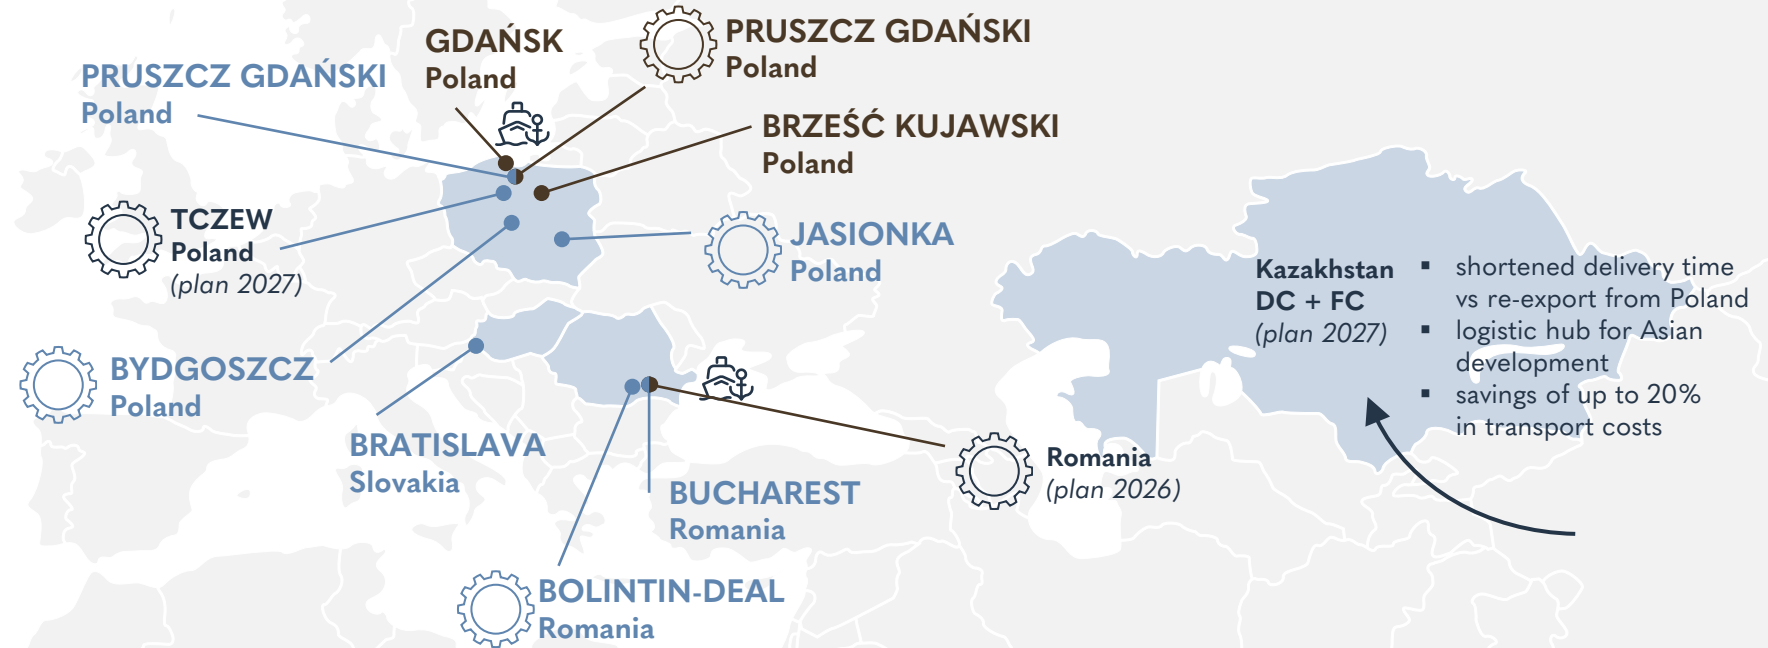 GDAŃSK
Poland
PRUSZCZ GDAŃSKI
Poland
PRUSZCZ GDAŃSKI
Poland
BRZEŚĆ KUJAWSKI
Poland
TCZEW
Poland
(plan 2027)
JASIONKA
Poland
Kazakhstan
DC + FC
(plan 2027)
▪ shortened delivery time
vs re-export from Poland
▪ logistic hub for Asian
development
▪ savings of up to 20%
in transport costs
BYDGOSZCZ
Poland
BRATISLAVA
Slovakia
Romania
(plan 2026)
BUCHAREST
Romania
BOLINTIN-DEAL
Romania